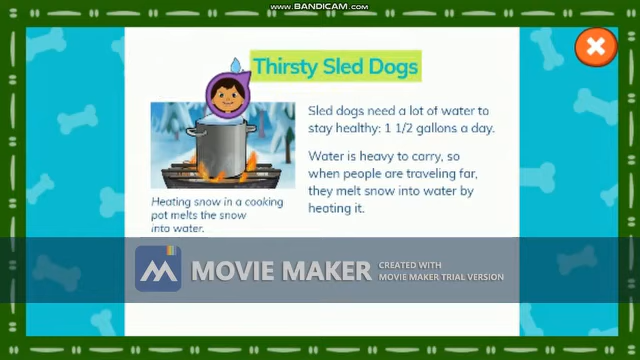 www.BANDICAM.com
Thirsty Sled Dogs
Sled dogs need a lot of water to
stay healthy: 1 1/2 gallons a day.
Water is heavy to carry, so
when people are traveling far,
they melt snow into water by
heating it.
Heating snow in a cooking
pot melts the snow
into water.
MOVIE MAKER
CREATED WITH
MOVIE MAKER TRIAL VERSION